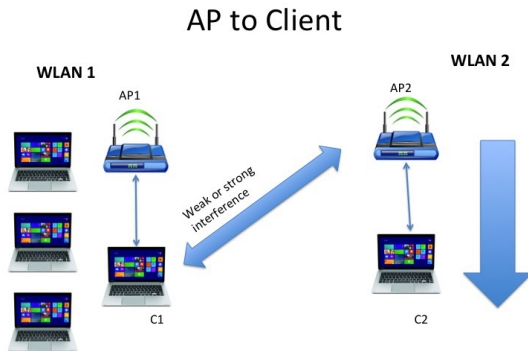 AP to Client
WLAN 1
WLAN 2
AP1
AP2
Weak or strong
interference
C1
C2